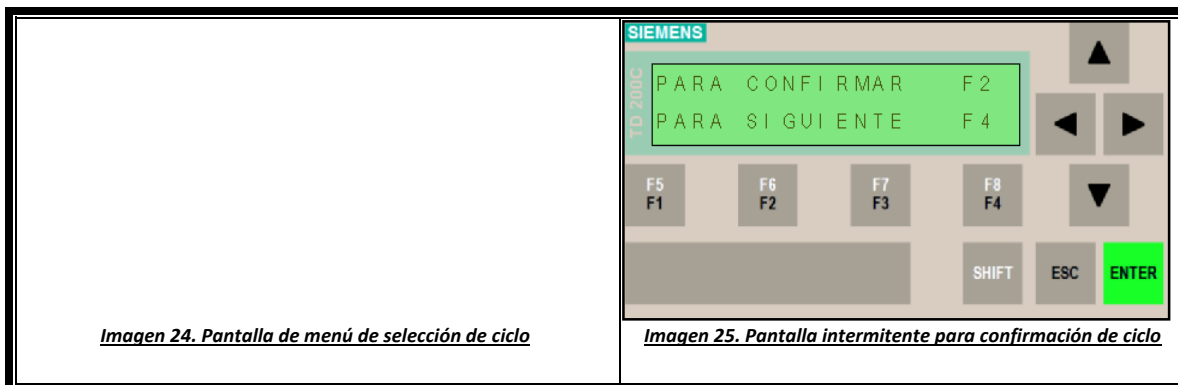 SIEMENS
TD 200C
PARA CONFIRMAR F2
PARA SIGUIENTE F4
F5 F6 F7 F8
F1 F2 F3 F4
SHIFT ESC ENTER
Imagen 24. Pantalla de menú de selección de ciclo
Imagen 25. Pantalla intermitente para confirmación de ciclo